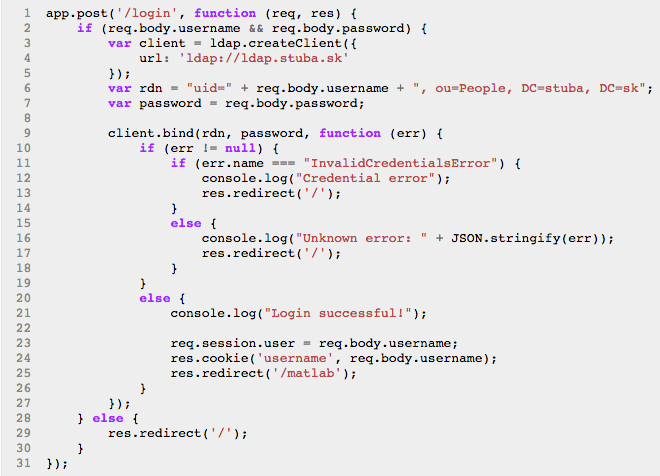 1 app.post('/login', function (req, res) {
2     if (req.body.username && req.body.password) {
3         var client = ldap.createClient({
4             url: 'ldap://ldap.stuba.sk'
5         });
6         var rdn = "uid=" + req.body.username + ", ou=People, DC=stuba, DC=sk";
7         var password = req.body.password;
8
9         client.bind(rdn, password, function (err) {
10             if (err != null) {
11                 if (err.name === "InvalidCredentialsError") {
12                     console.log("Credential error");
13                     res.redirect('/');
14                 }
15                 else {
16                     console.log("Unknown error: " + JSON.stringify(err));
17                     res.redirect('/');
18                 }
19             }
20             else {
21                 console.log("Login successful!");
22
23                 req.session.user = req.body.username;
24                 res.cookie('username', req.body.username);
25                 res.redirect('/matlab');
26             }
27         });
28     } else {
29         res.redirect('/');
30     }
31 });